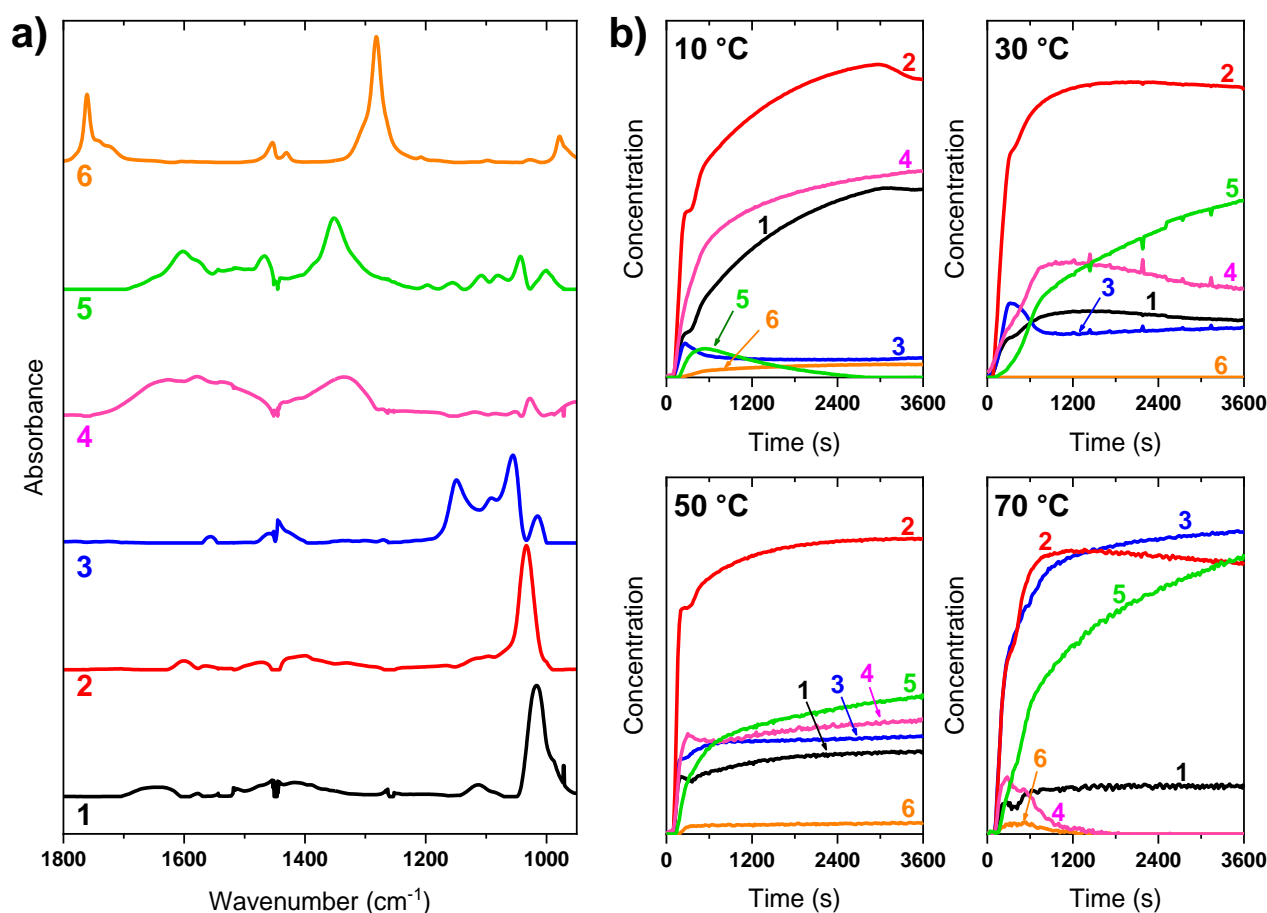 a)
6
5
4
3
2
1
Absorbance
1800 1600 1400 1200 1000
Wavenumber (cm⁻¹)
b)
10 °C
2
4
1
5
6
3
Concentration
0 1200 2400 3600
Time (s)
30 °C
2
5
4
3
1
6
Concentration
0 1200 2400 3600
Time (s)
50 °C
2
1
3
4
5
6
Concentration
0 1200 2400 3600
Time (s)
70 °C
2
3
5
6
4
1
Concentration
0 1200 2400 3600
Time (s)